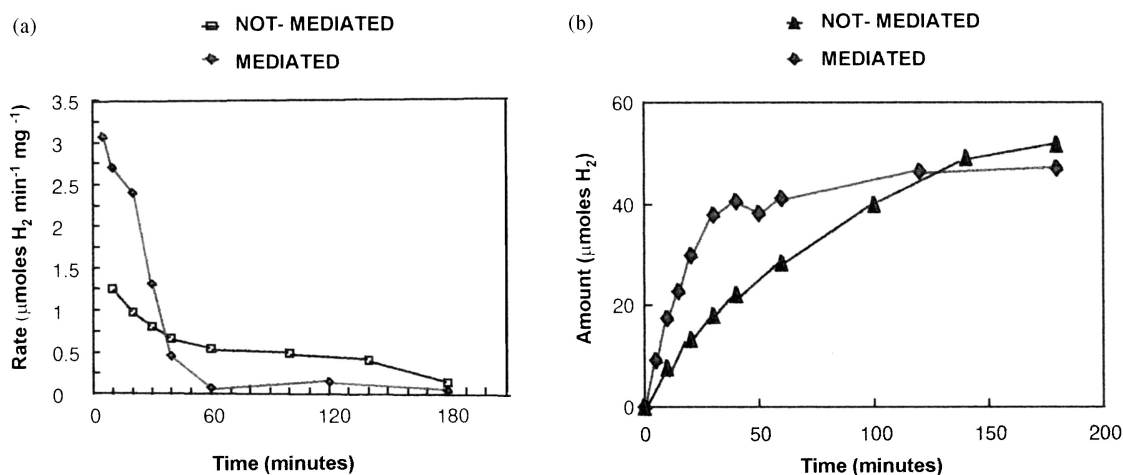 (a)
NOT- MEDIATED
MEDIATED
Rate (μmoles H₂ min⁻¹ mg⁻¹)
3.5
3
2.5
2
1.5
1
0.5
0
0 60 120 180
Time (minutes)
(b)
NOT-MEDIATED
MEDIATED
Amount (μmoles H₂)
60
40
20
0
0 50 100 150 200
Time (minutes)